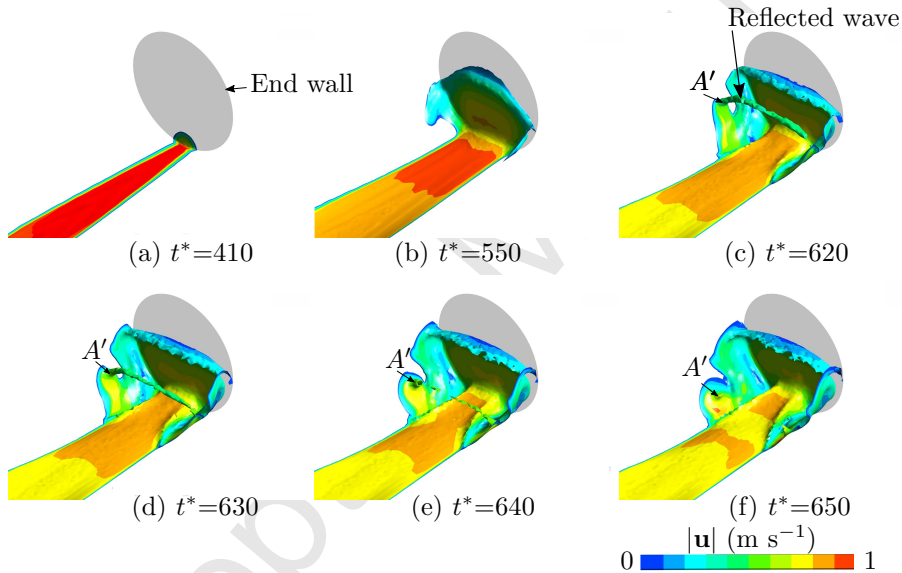 Reflected wave
End wall
A′
(a) t*=410
(b) t*=550
(c) t*=620
A′
A′
A′
(d) t*=630
(e) t*=640
(f) t*=650
|u| (m s⁻¹)
0 1